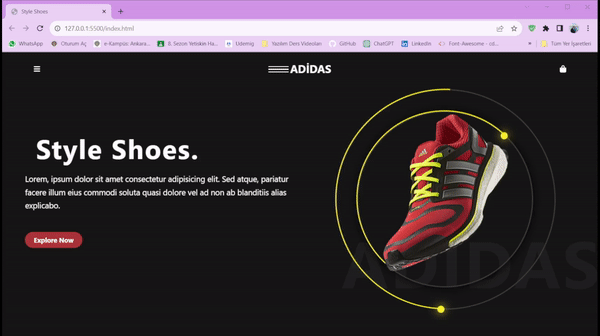 Style Shoes
127.0.0.1:5500/index.html
WhatsApp Oturum Aç e-Kampüs: Ankara... 8. Sezon Yetişkin Ha... Udemig Yazılım Ders Videoları GitHub ChatGPT LinkedIn Font-Awesome - cd... Tüm Yer İşaretleri
ADİDAS
Style Shoes.
Lorem, ipsum dolor sit amet consectetur adipisicing elit. Sed atque, pariatur
facere illum eius commodi soluta quasi dolore vel ad non ab blanditiis alias
explicabo.
Explore Now
ADIDAS